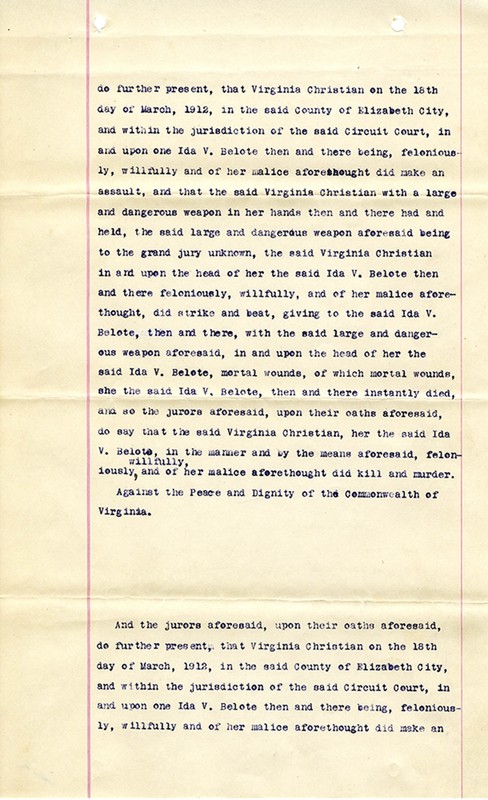 do further present, that Virginia Christian on the 18th
day of March, 1912, in the said County of Elizabeth City,
and within the jurisdiction of the said Circuit Court, in
and upon one Ida V. Belote then and there being, felonious-
ly, willfully and of her malice aforethought did make an
assault, and that the said Virginia Christian with a large
and dangerous weapon in her hands then and there had and
held, the said large and dangerous weapon aforesaid being
to the grand jury unknown, the said Virginia Christian
in and upon the head of her the said Ida V. Belote then
and there feloniously, willfully, and of her malice afore-
thought, did strike and beat, giving to the said Ida V.
Belote, then and there, with the said large and danger-
ous weapon aforesaid, in and upon the head of her the
said Ida V. Belote, mortal wounds, of which mortal wounds,
she the said Ida V. Belote, then and there instantly died,
and so the jurors aforesaid, upon their oaths aforesaid,
do say that the said Virginia Christian, her the said Ida
V. Belote, in the manner and by the means aforesaid, felon-
willfully,
iously, and of her malice aforethought did kill and murder.
Against the Peace and Dignity of the Commonwealth of
Virginia.
And the jurors aforesaid, upon their oaths aforesaid,
do further present, that Virginia Christian on the 18th
day of March, 1912, in the said County of Elizabeth City,
and within the jurisdiction of the said Circuit Court, in
and upon one Ida V. Belote then and there being, felonious-
ly, willfully and of her malice aforethought did make an